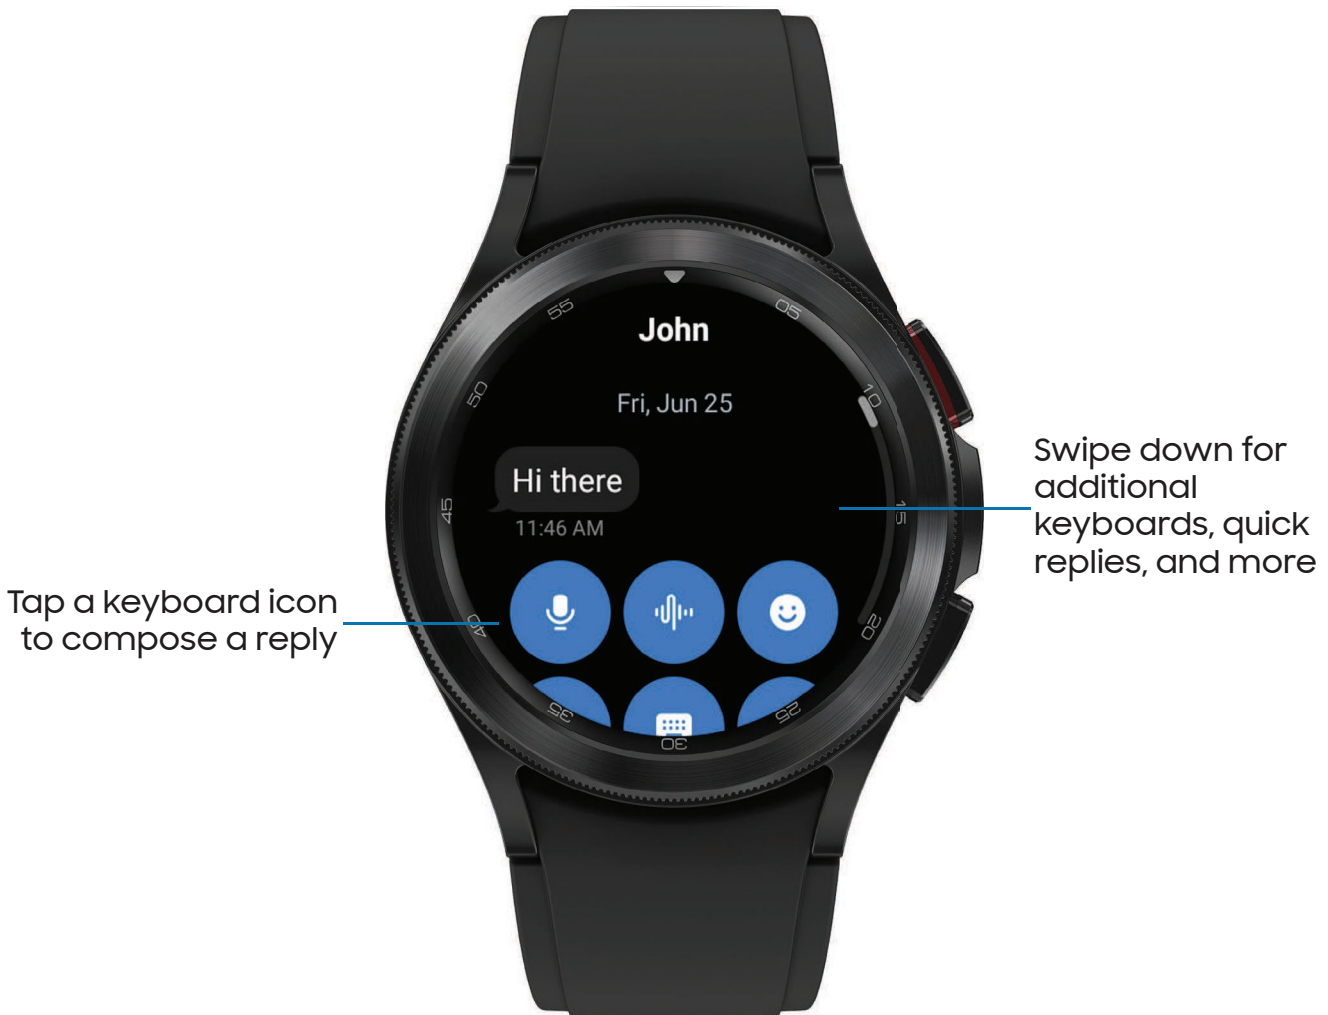 55
05
John
50
10
Fri, Jun 25
Swipe down for
additional
keyboards, quick
replies, and more
Hi there
45
15
11:46 AM
Tap a keyboard icon
to compose a reply
40
20
35
25
30